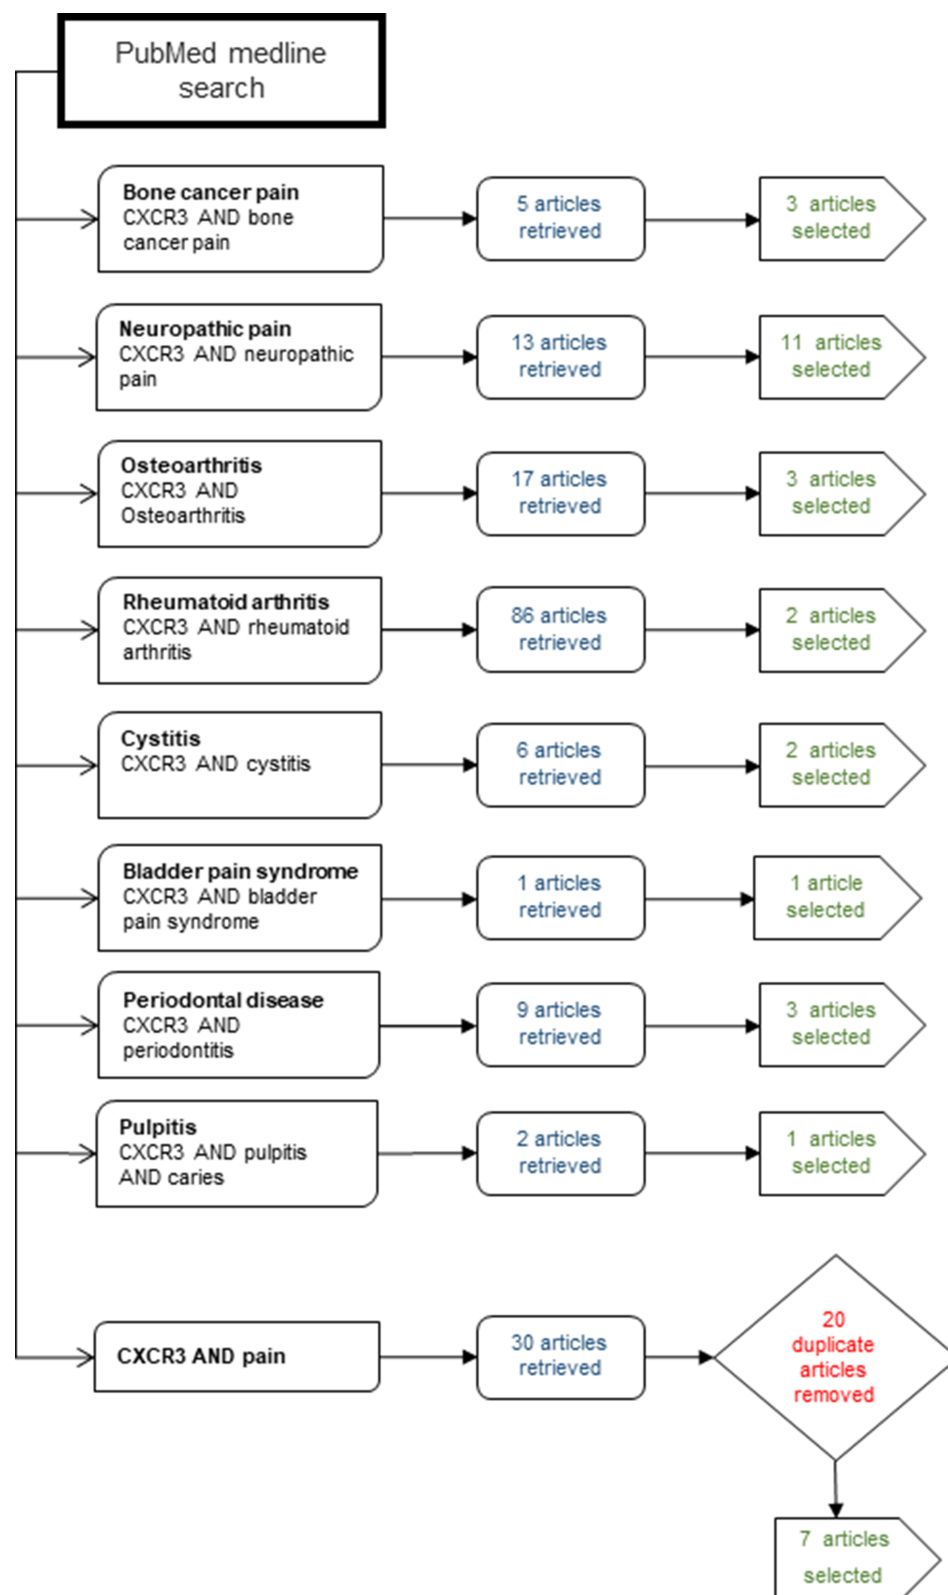 PubMed medline
search
Bone cancer pain
CXCR3 AND bone
cancer pain
5 articles
retrieved
3 articles
selected
Neuropathic pain
CXCR3 AND neuropathic
pain
13 articles
retrieved
11 articles
selected
Osteoarthritis
CXCR3 AND
Osteoarthritis
17 articles
retrieved
3 articles
selected
Rheumatoid arthritis
CXCR3 AND rheumatoid
arthritis
86 articles
retrieved
2 articles
selected
Cystitis
CXCR3 AND cystitis
6 articles
retrieved
2 articles
selected
Bladder pain syndrome
CXCR3 AND bladder
pain syndrome
1 articles
retrieved
1 article
selected
Periodontal disease
CXCR3 AND
periodontitis
9 articles
retrieved
3 articles
selected
Pulpitis
CXCR3 AND pulpitis
AND caries
2 articles
retrieved
1 articles
selected
CXCR3 AND pain
30 articles
retrieved
20
duplicate
articles
removed
7 articles
selected